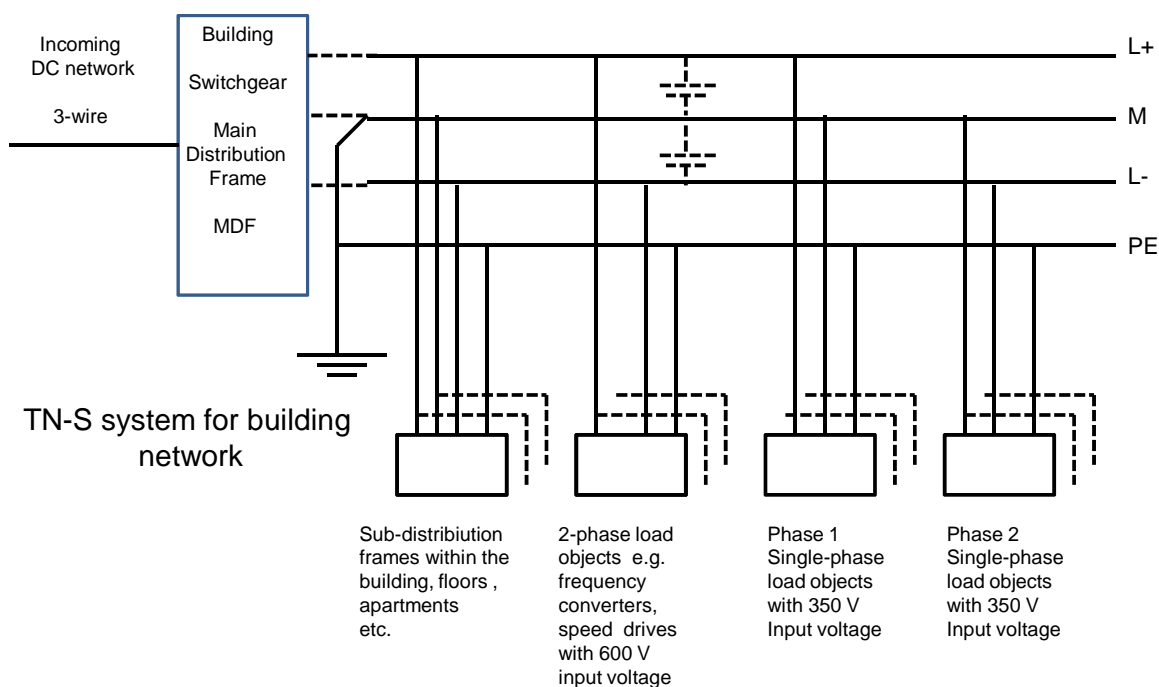 Incoming
DC network
3-wire
Building
Switchgear
Main
Distribution
Frame
MDF
L+
M
L-
PE
TN-S system for building
network
Sub-distribiution
frames within the
building, floors ,
apartments
etc.
2-phase load
objects  e.g.
frequency
converters,
speed  drives
with 600 V
input voltage
Phase 1
Single-phase
load objects
with 350 V
Input voltage
Phase 2
Single-phase
load objects
with 350 V
Input voltage